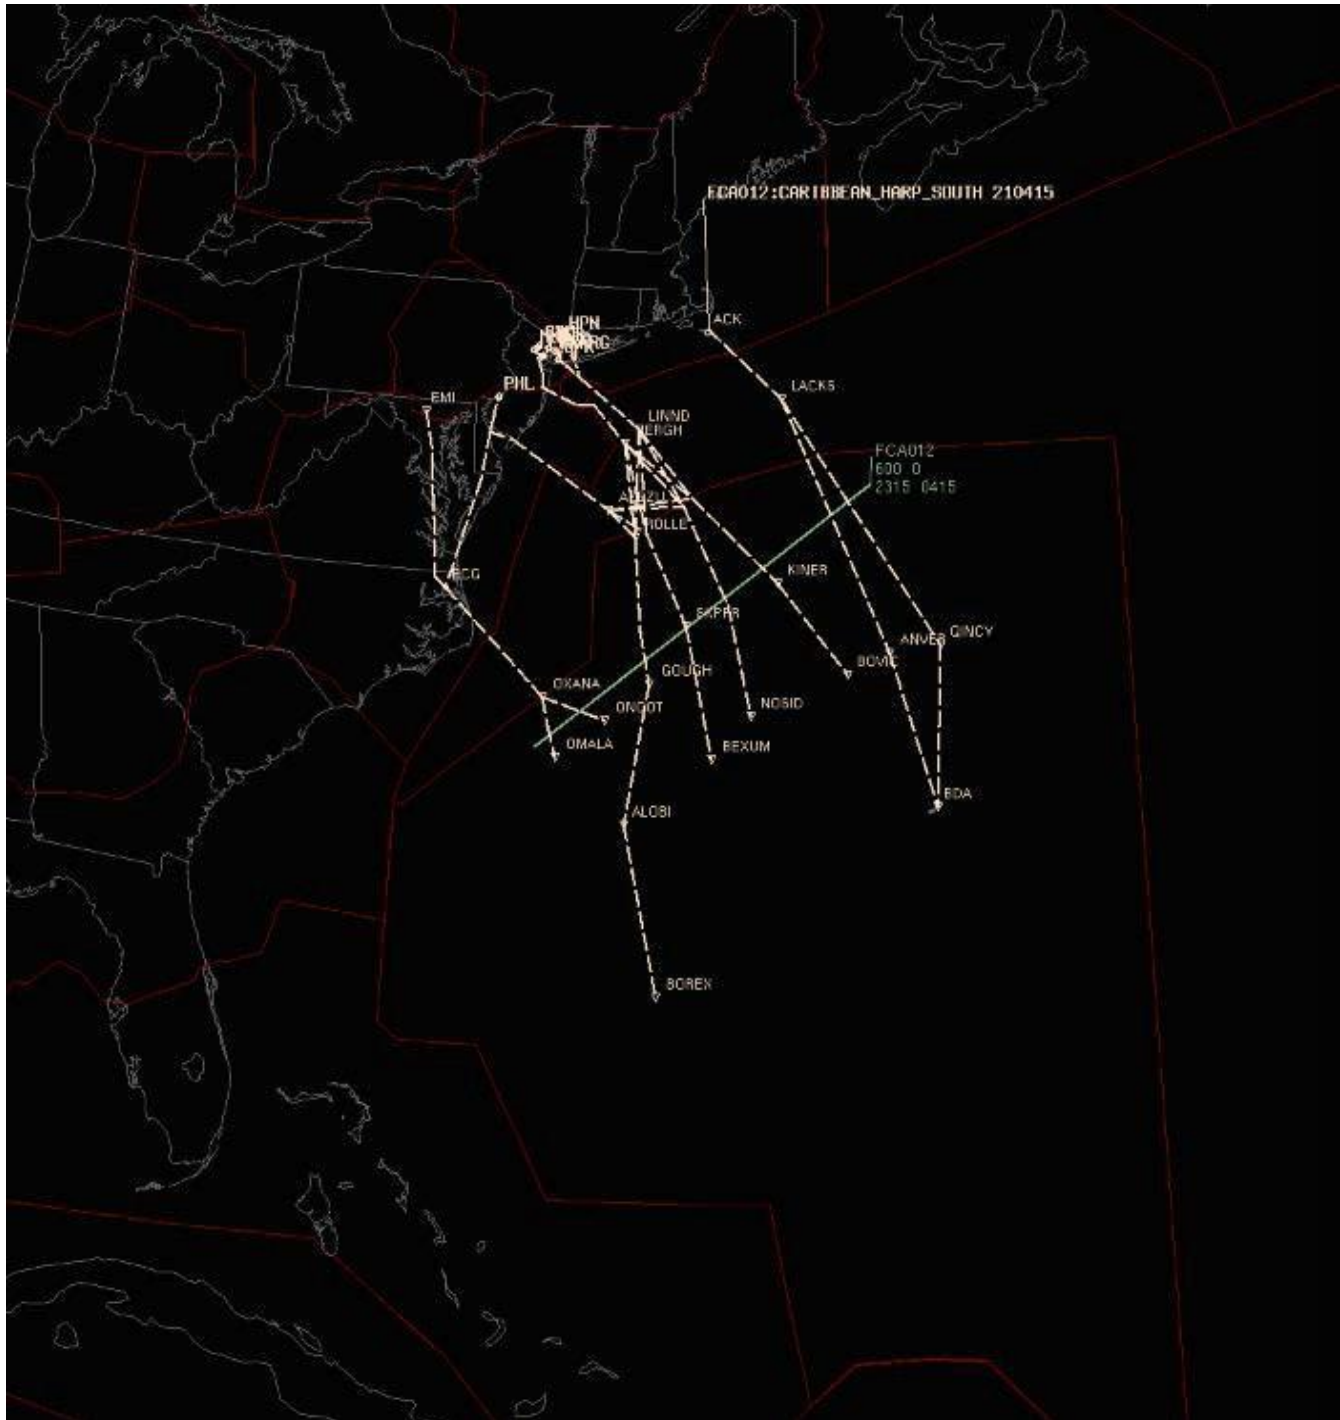 FCA012:CARIBBEAN_HARP_SOUTH 210415
ACK
HPN
LACKS
PHL
EMI
LINND
FCA012
600 0
2315 0415
ROLLE
KINER
ECG
SKPPR
QINCY
ANVER
BOVIC
GOUGH
OXANA
NOSID
ONGOT
OMALA
BEXUM
BDA
ALOBI
BOREX